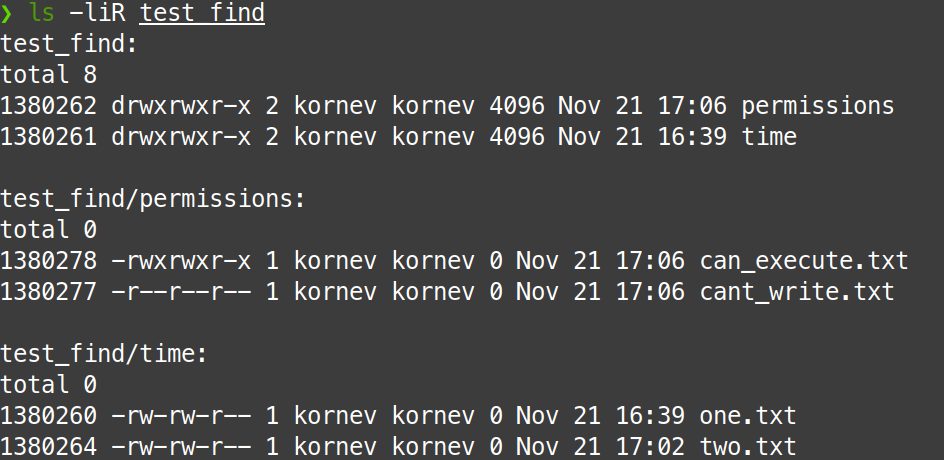 ❯ ls -liR test_find
test_find:
total 8
1380262 drwxrwxr-x 2 kornev kornev 4096 Nov 21 17:06 permissions
1380261 drwxrwxr-x 2 kornev kornev 4096 Nov 21 16:39 time

test_find/permissions:
total 0
1380278 -rwxrwxr-x 1 kornev kornev 0 Nov 21 17:06 can_execute.txt
1380277 -r--r--r-- 1 kornev kornev 0 Nov 21 17:06 cant_write.txt

test_find/time:
total 0
1380260 -rw-rw-r-- 1 kornev kornev 0 Nov 21 16:39 one.txt
1380264 -rw-rw-r-- 1 kornev kornev 0 Nov 21 17:02 two.txt